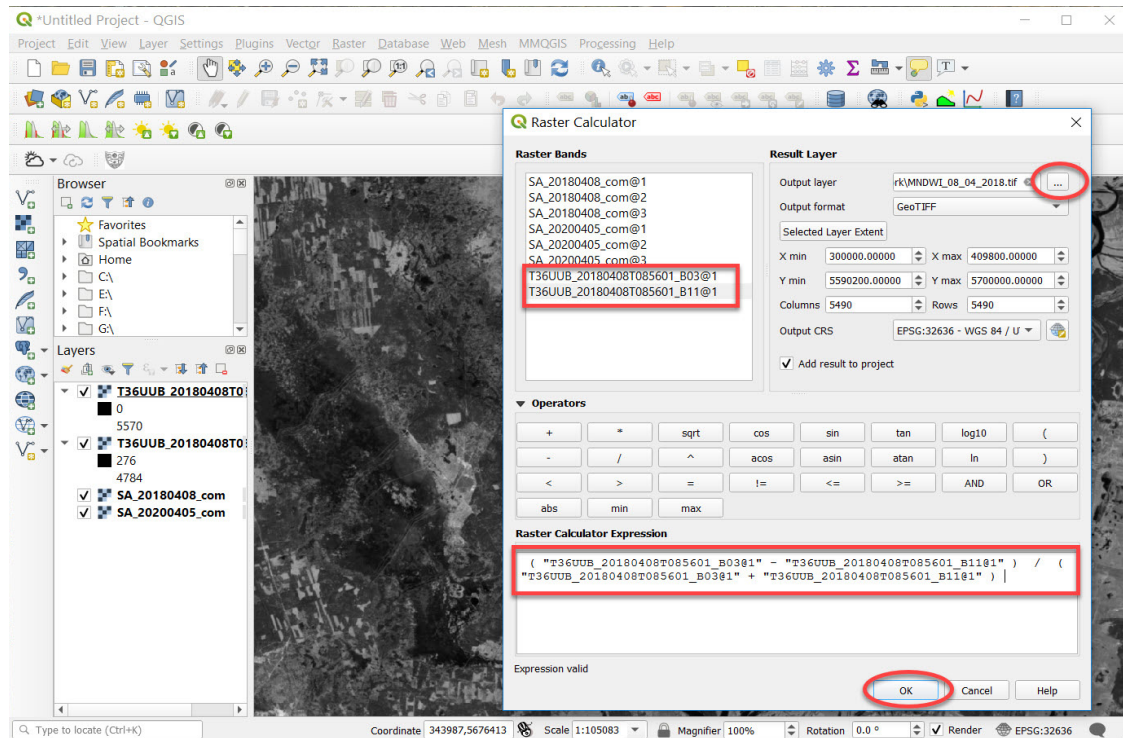 *Untitled Project - QGIS
Project Edit View Layer Settings Plugins Vector Raster Database Web Mesh MMQGIS Processing Help
Raster Calculator
Raster Bands
SA_20180408_com@1
SA_20180408_com@2
SA_20180408_com@3
SA_20200405_com@1
SA_20200405_com@2
SA_20200405_com@3
T36UUB_20180408T085601_B03@1
T36UUB_20180408T085601_B11@1
Result Layer
Output layer rk\MNDWI_08_04_2018.tif ...
Output format GeoTIFF
Selected Layer Extent
X min 300000.00000 X max 409800.00000
Y min 5590200.00000 Y max 5700000.00000
Columns 5490 Rows 5490
Output CRS EPSG:32636 - WGS 84 / U
Add result to project
Operators
+ * sqrt cos sin tan log10 (
- / ^ acos asin atan ln )
< > = != <= >= AND OR
abs min max
Raster Calculator Expression
( "T36UUB_20180408T085601_B03@1" - "T36UUB_20180408T085601_B11@1" ) / (
"T36UUB_20180408T085601_B03@1" + "T36UUB_20180408T085601_B11@1" )
Expression valid
OK Cancel Help
Browser
Favorites
Spatial Bookmarks
Home
C:\
E:\
F:\
G:\
Layers
T36UUB_20180408T0
0
5570
T36UUB_20180408T0
276
4784
SA_20180408_com
SA_20200405_com
Type to locate (Ctrl+K) Coordinate 343987,5676413 Scale 1:105083 Magnifier 100% Rotation 0.0 ° Render EPSG:32636